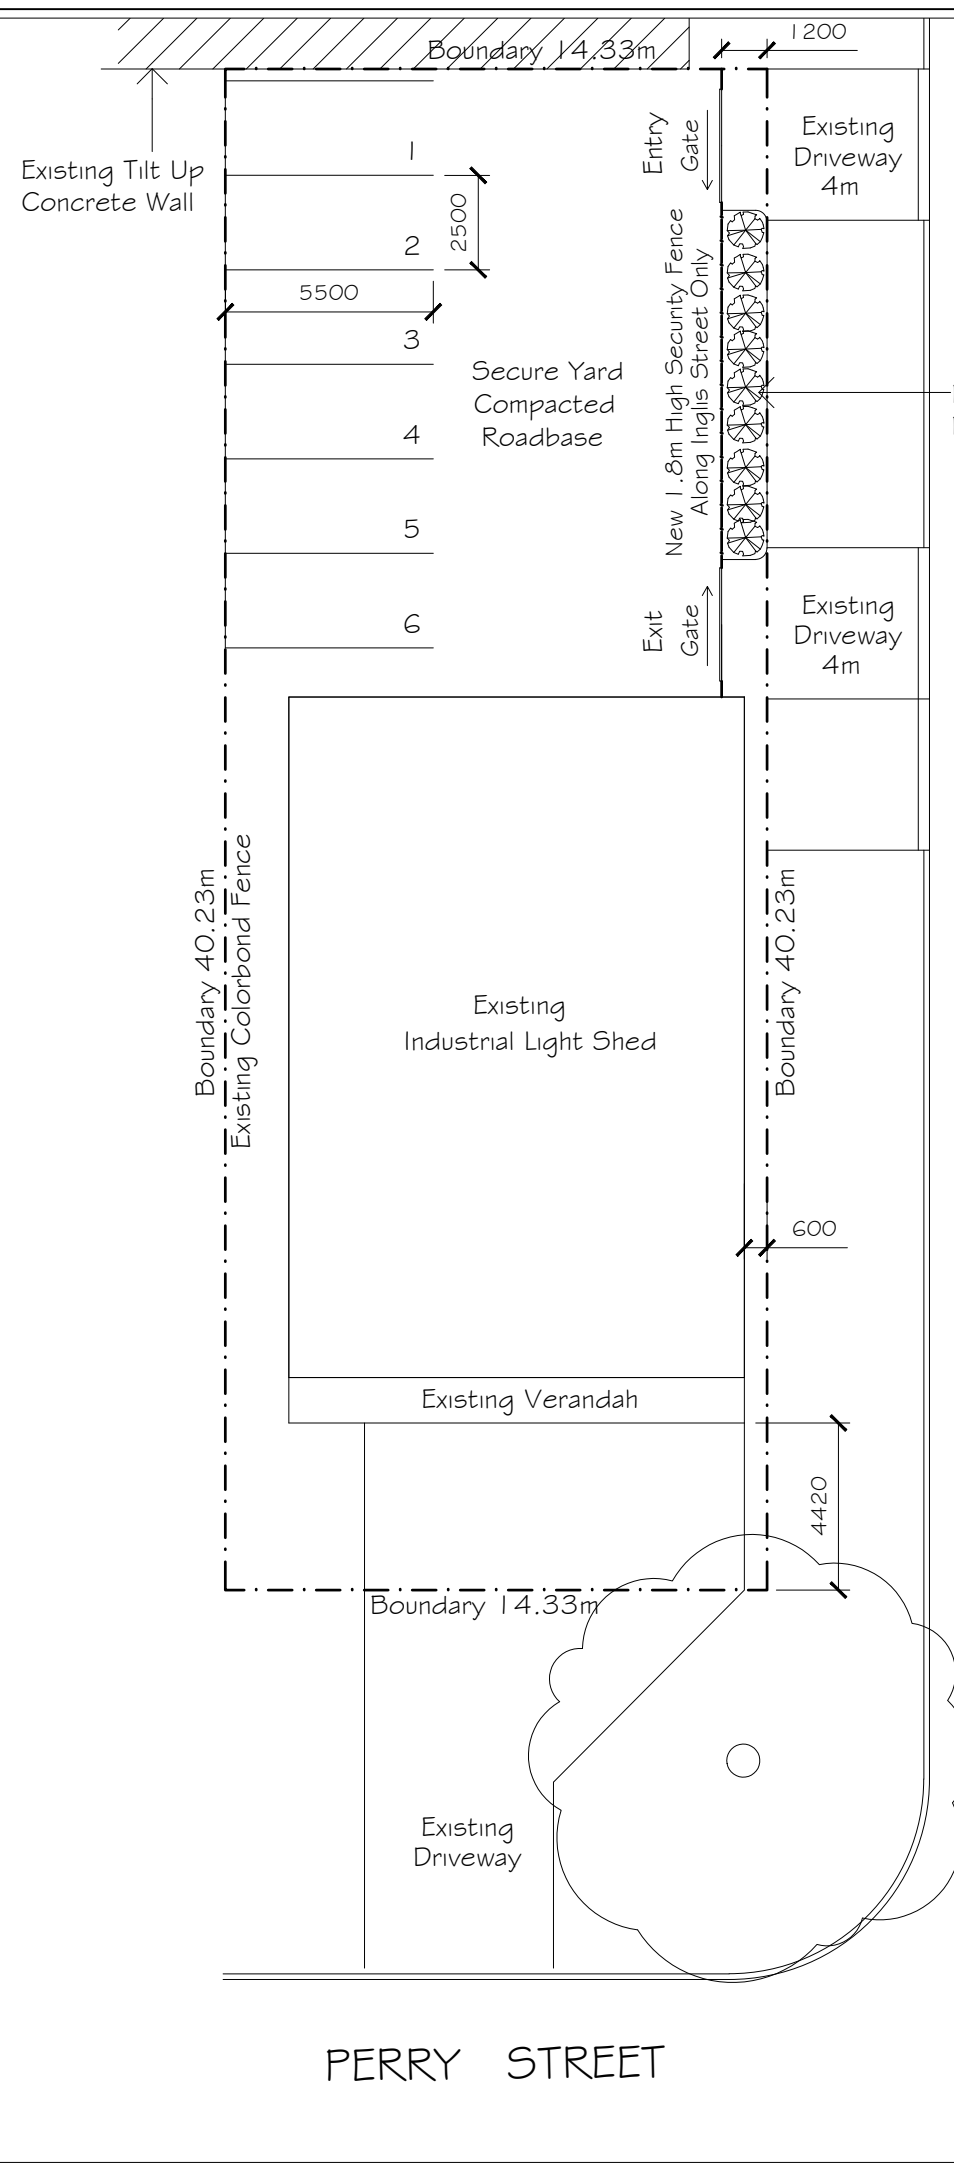 1200
Boundary 14.33m
Existing Tilt Up
Concrete Wall
Entry
Gate
Existing
Driveway
4m
1
2
3
4
5
6
2500
5500
Secure Yard
Compacted
Roadbase
New 1.8m High Security Fence
Along Inglis Street Only
Exit
Gate
Existing
Driveway
4m
Boundary 40.23m
Existing Colorbond Fence
Existing
Industrial Light Shed
Boundary 40.23m
600
Existing Verandah
4420
Boundary 14.33m
Existing
Driveway
PERRY STREET